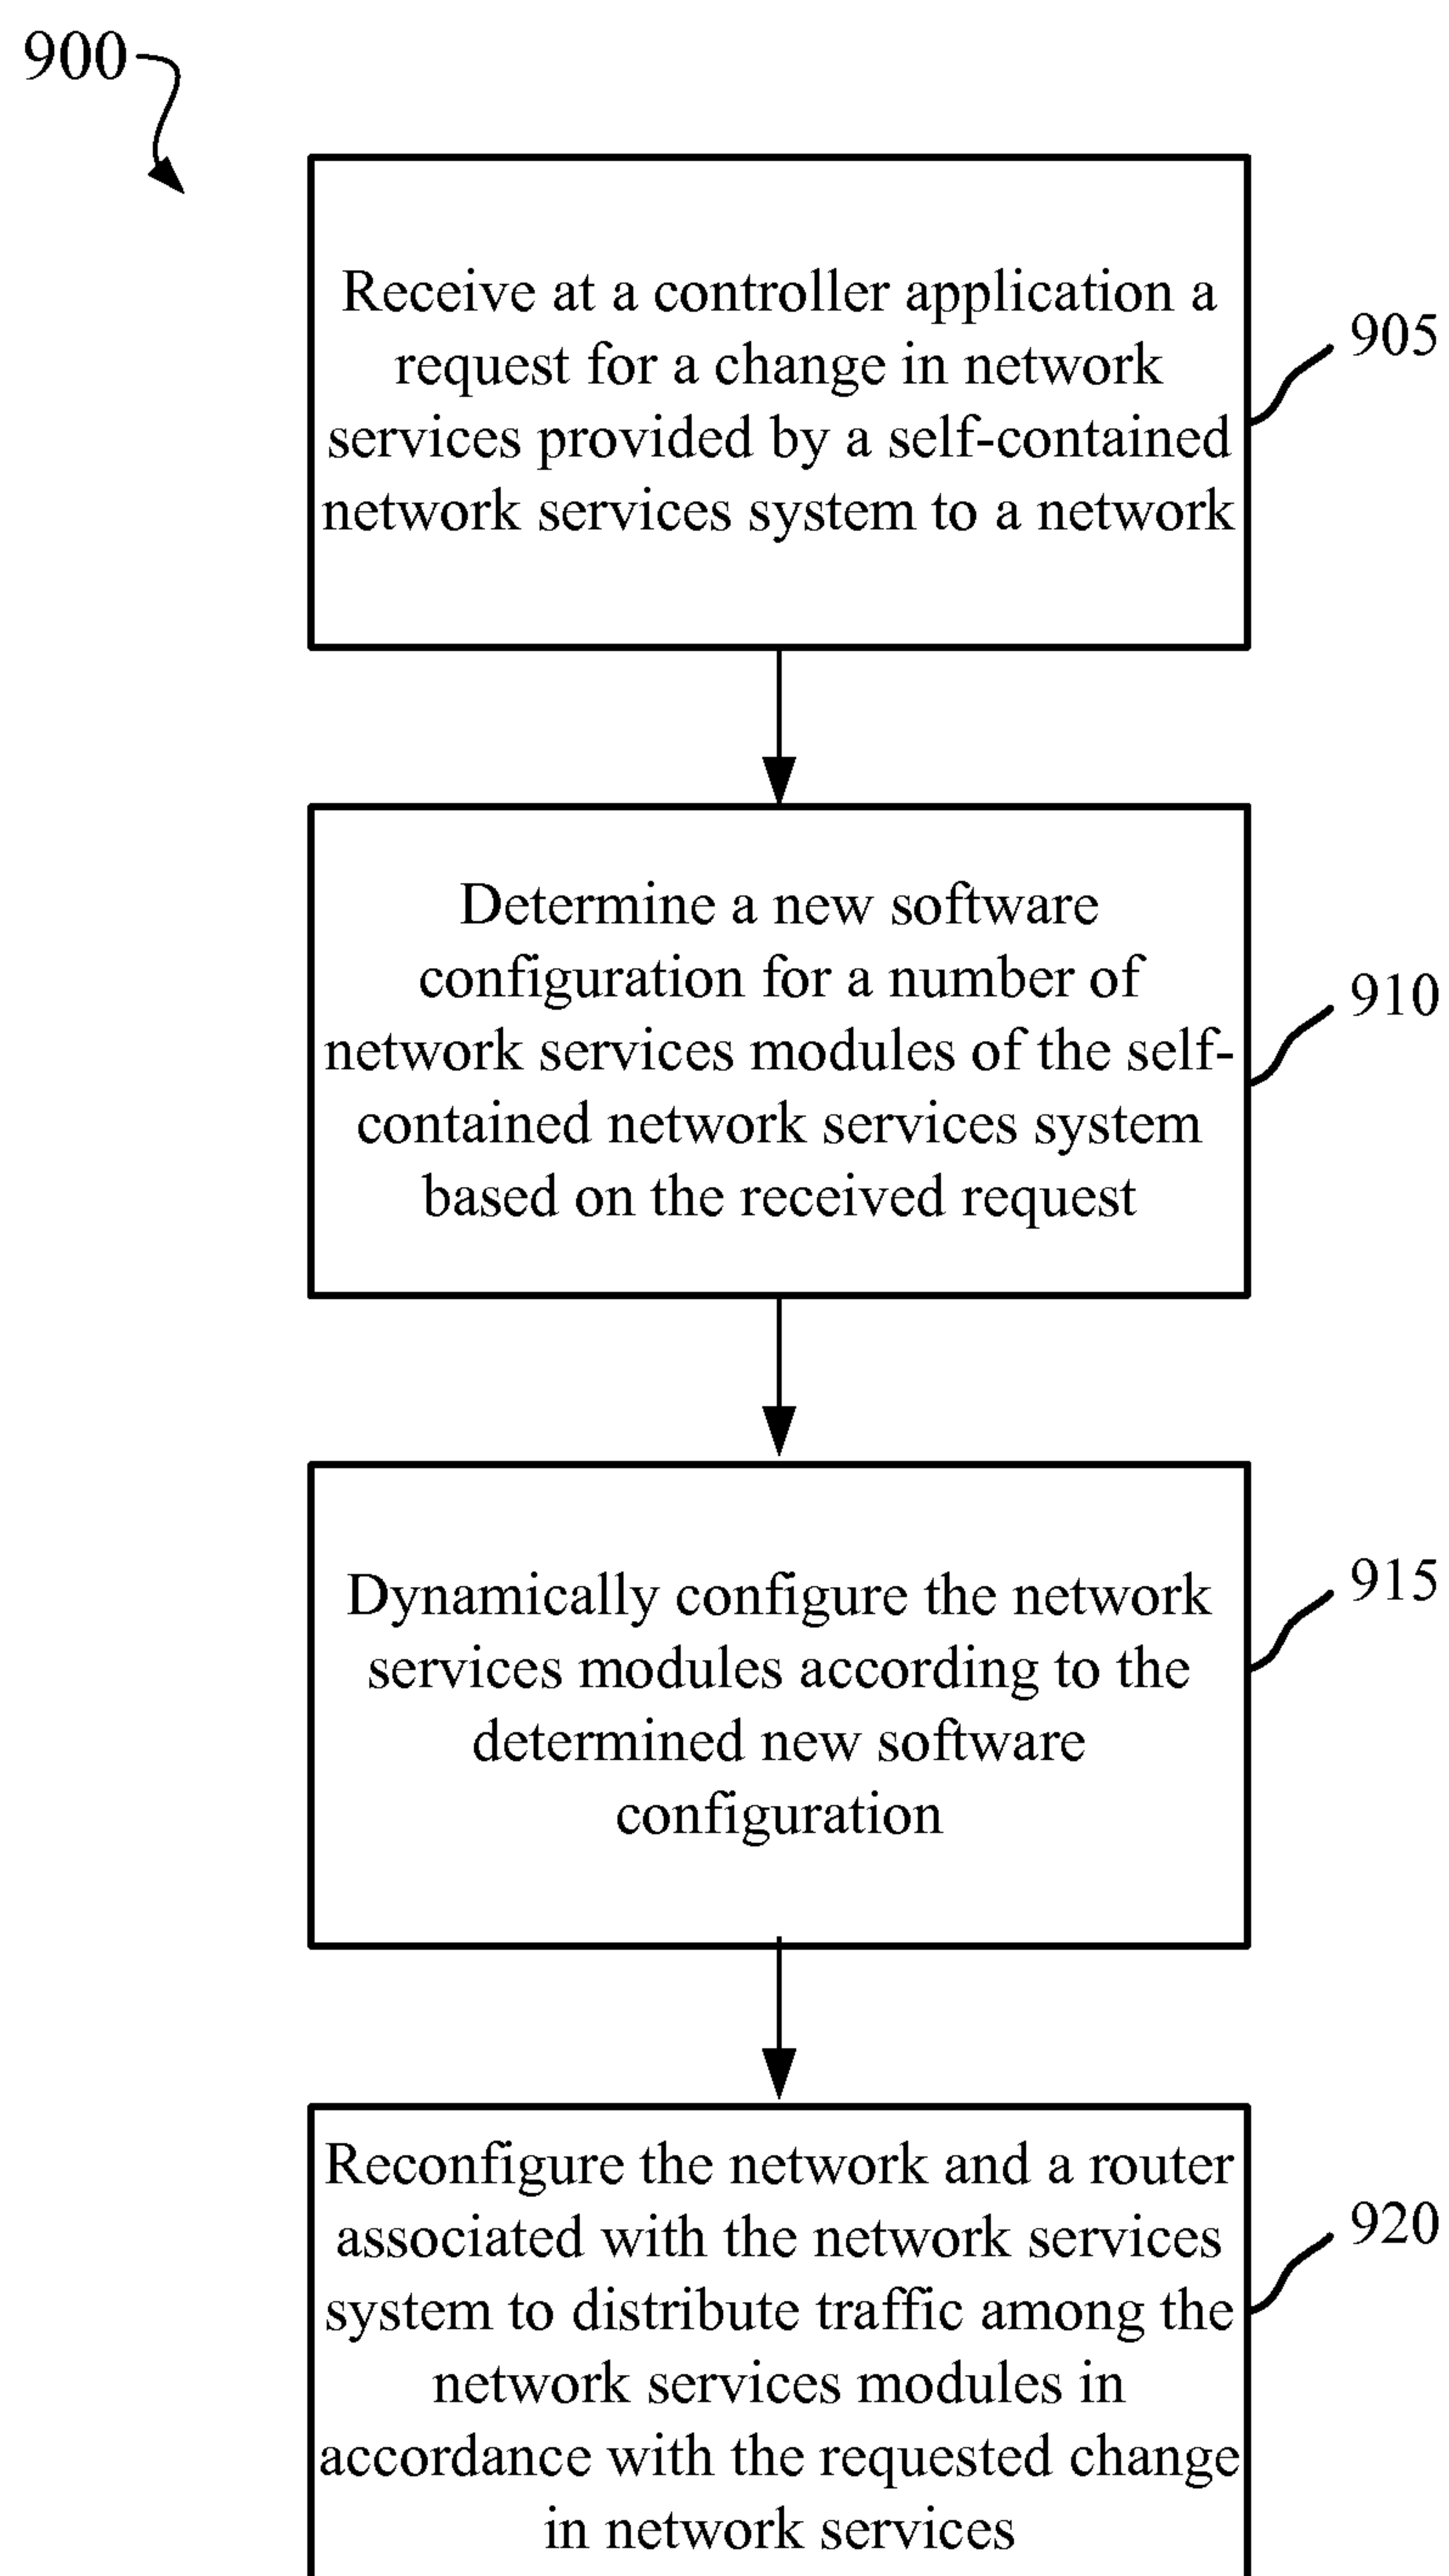 900
Receive at a controller application a
request for a change in network
services provided by a self-contained
network services system to a network
905
Determine a new software
configuration for a number of
network services modules of the self-
contained network services system
based on the received request
910
Dynamically configure the network
services modules according to the
determined new software
configuration
915
Reconfigure the network and a router
associated with the network services
system to distribute traffic among the
network services modules in
accordance with the requested change
in network services
920